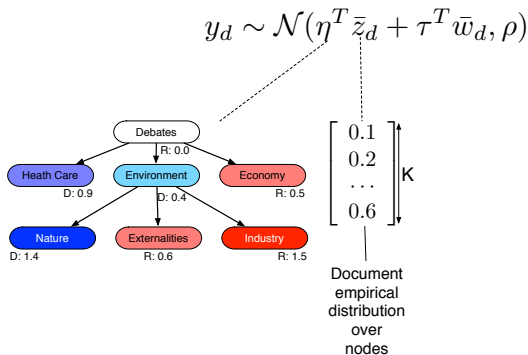 y_d ∼ 𝒩(η^T z̄_d + τ^T w̄_d, ρ)
Debates
R: 0.0
Heath Care
Environment
Economy
D: 0.9
D: 0.4
R: 0.5
Nature
Externalities
Industry
D: 1.4
R: 0.6
R: 1.5
0.1
0.2
...
0.6
K
Document
empirical
distribution
over
nodes